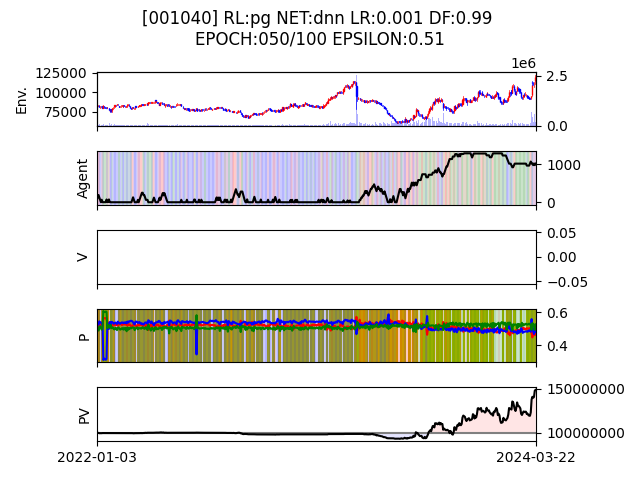 [001040] RL:pg NET:dnn LR:0.001 DF:0.99
EPOCH:050/100 EPSILON:0.51
1e6
Env.
125000
100000
75000
2.5
0.0
Agent
1000
0
V
0.05
0.00
−0.05
P
0.6
0.4
PV
150000000
100000000
2022-01-03
2024-03-22